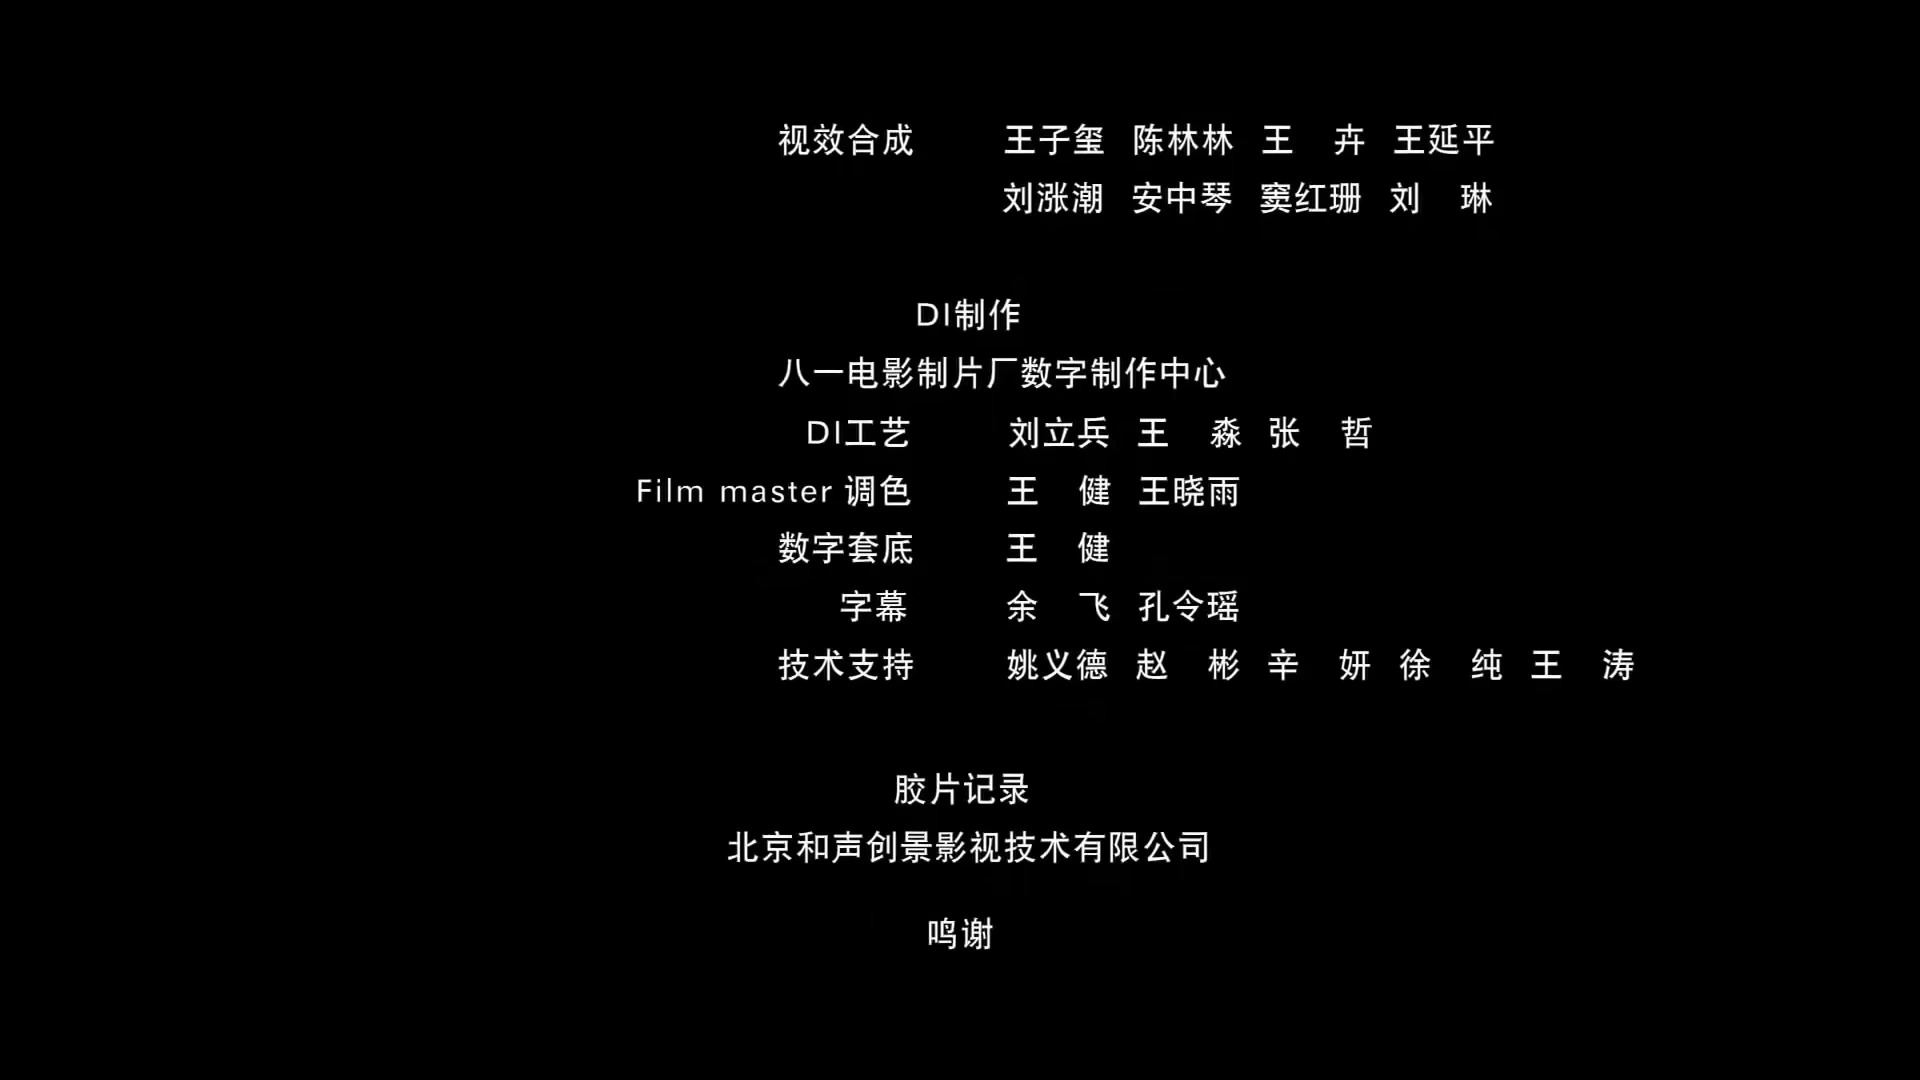 视效合成 王子玺 陈林林 王 卉 王延平
刘涨潮 安中琴 窦红珊 刘 琳
DI制作
八一电影制片厂数字制作中心
DI工艺 刘立兵 王 淼 张 哲
Film master 调色 王 健 王晓雨
数字套底 王 健
字幕 余 飞 孔令瑶
技术支持 姚义德 赵 彬 辛 妍 徐 纯 王 涛
胶片记录
北京和声创景影视技术有限公司
鸣谢